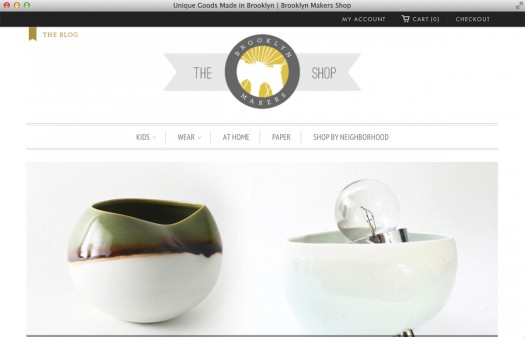 Unique Goods Made in Brooklyn | Brooklyn Makers Shop
MY ACCOUNT CART (0) CHECKOUT
THE BLOG
THE BROOKLYN MAKERS SHOP
KIDS WEAR AT HOME PAPER SHOP BY NEIGHBORHOOD